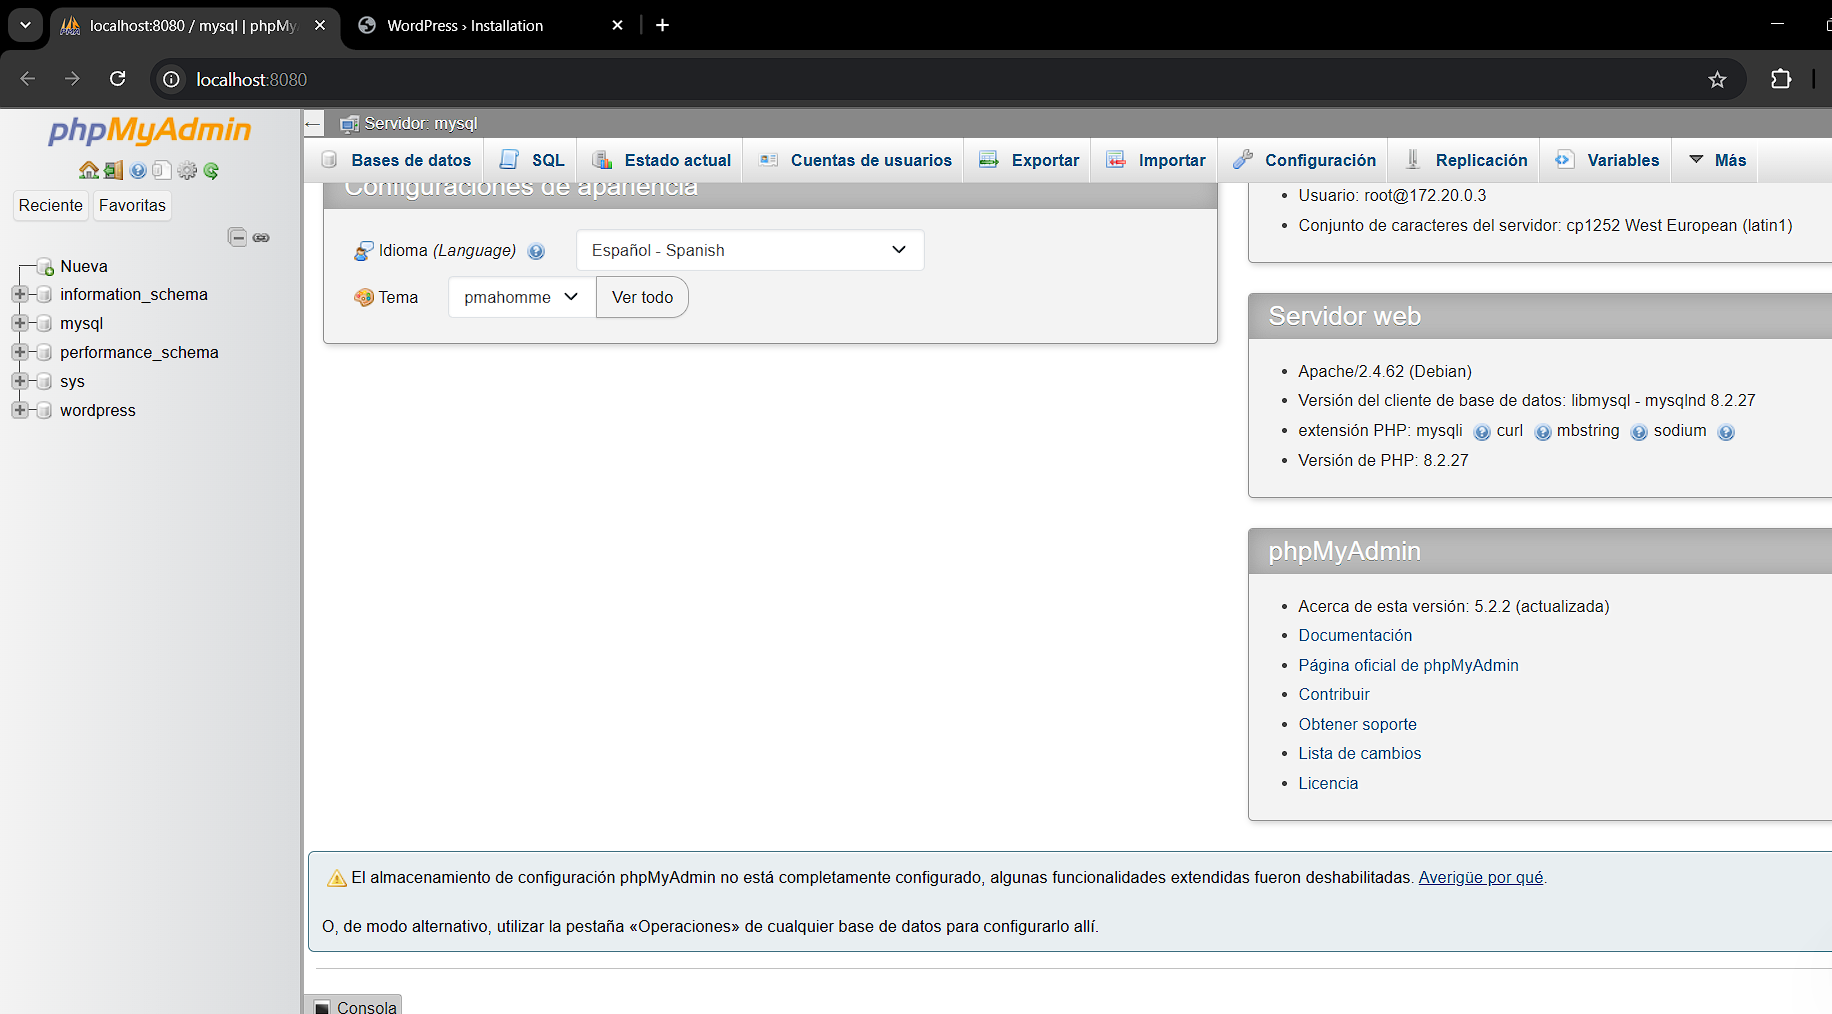 localhost:8080 / mysql | phpMy
WordPress › Installation
localhost:8080
phpMyAdmin
Servidor: mysql
Bases de datos
SQL
Estado actual
Cuentas de usuarios
Exportar
Importar
Configuración
Replicación
Variables
Más
Reciente
Favoritas
Nueva
information_schema
mysql
performance_schema
sys
wordpress
Configuraciones de apariencia
Idioma (Language)
Español - Spanish
Tema
pmahomme
Ver todo
Usuario: root@172.20.0.3
Conjunto de caracteres del servidor: cp1252 West European (latin1)
Servidor web
Apache/2.4.62 (Debian)
Versión del cliente de base de datos: libmysql - mysqlnd 8.2.27
extensión PHP: mysqli curl mbstring sodium
Versión de PHP: 8.2.27
phpMyAdmin
Acerca de esta versión: 5.2.2 (actualizada)
Documentación
Página oficial de phpMyAdmin
Contribuir
Obtener soporte
Lista de cambios
Licencia
El almacenamiento de configuración phpMyAdmin no está completamente configurado, algunas funcionalidades extendidas fueron deshabilitadas. Averigüe por qué.
O, de modo alternativo, utilizar la pestaña «Operaciones» de cualquier base de datos para configurarlo allí.
Consola